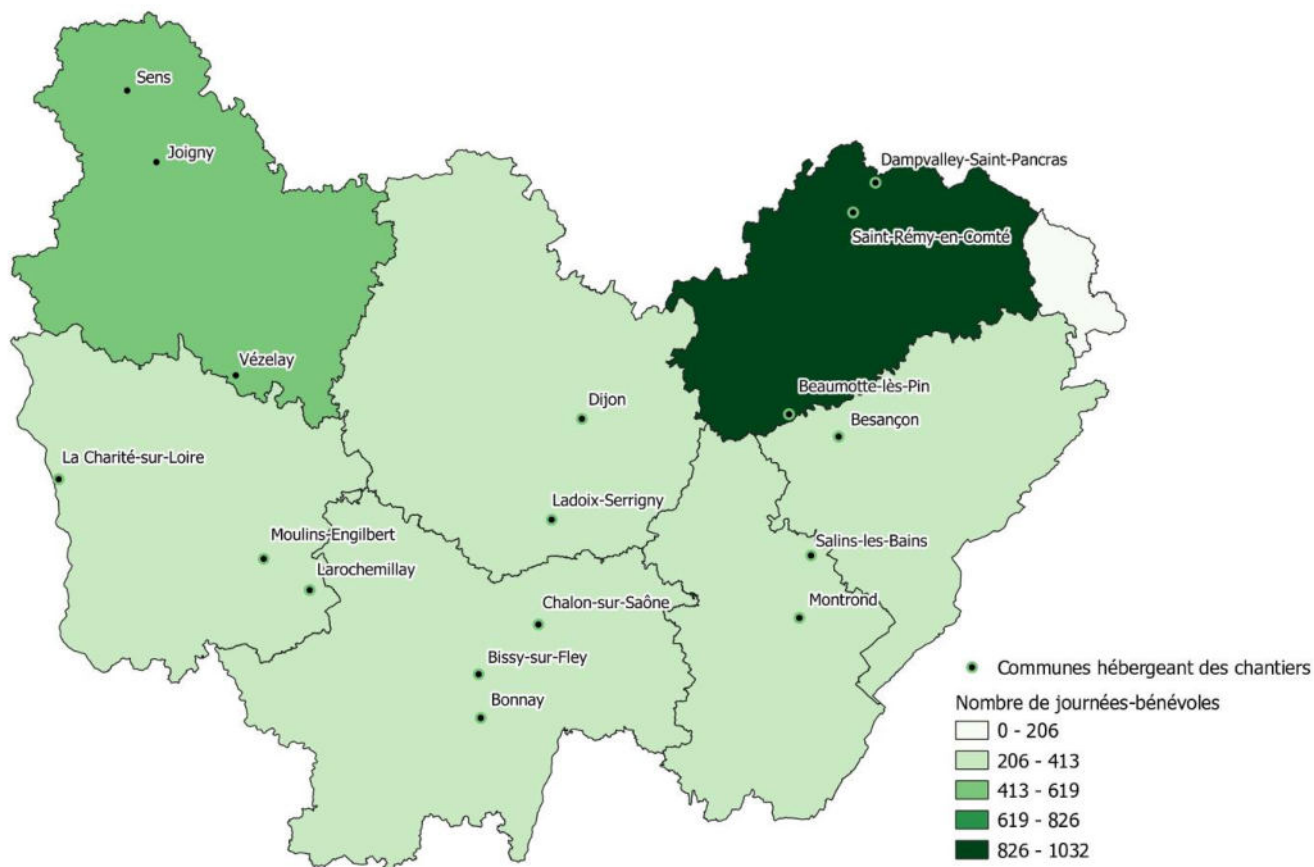 Sens
Joigny
Dampvalley-Saint-Pancras
Saint-Rémy-en-Comté
Vézelay
Dijon
Beaumotte-lès-Pin
Besançon
La Charité-sur-Loire
Ladoix-Serrigny
Moulins-Engilbert
Larochemillay
Salins-les-Bains
Chalon-sur-Saône
Montrond
Bissy-sur-Fley
Bonnay
Communes hébergeant des chantiers
Nombre de journées-bénévoles
0 - 206
206 - 413
413 - 619
619 - 826
826 - 1032